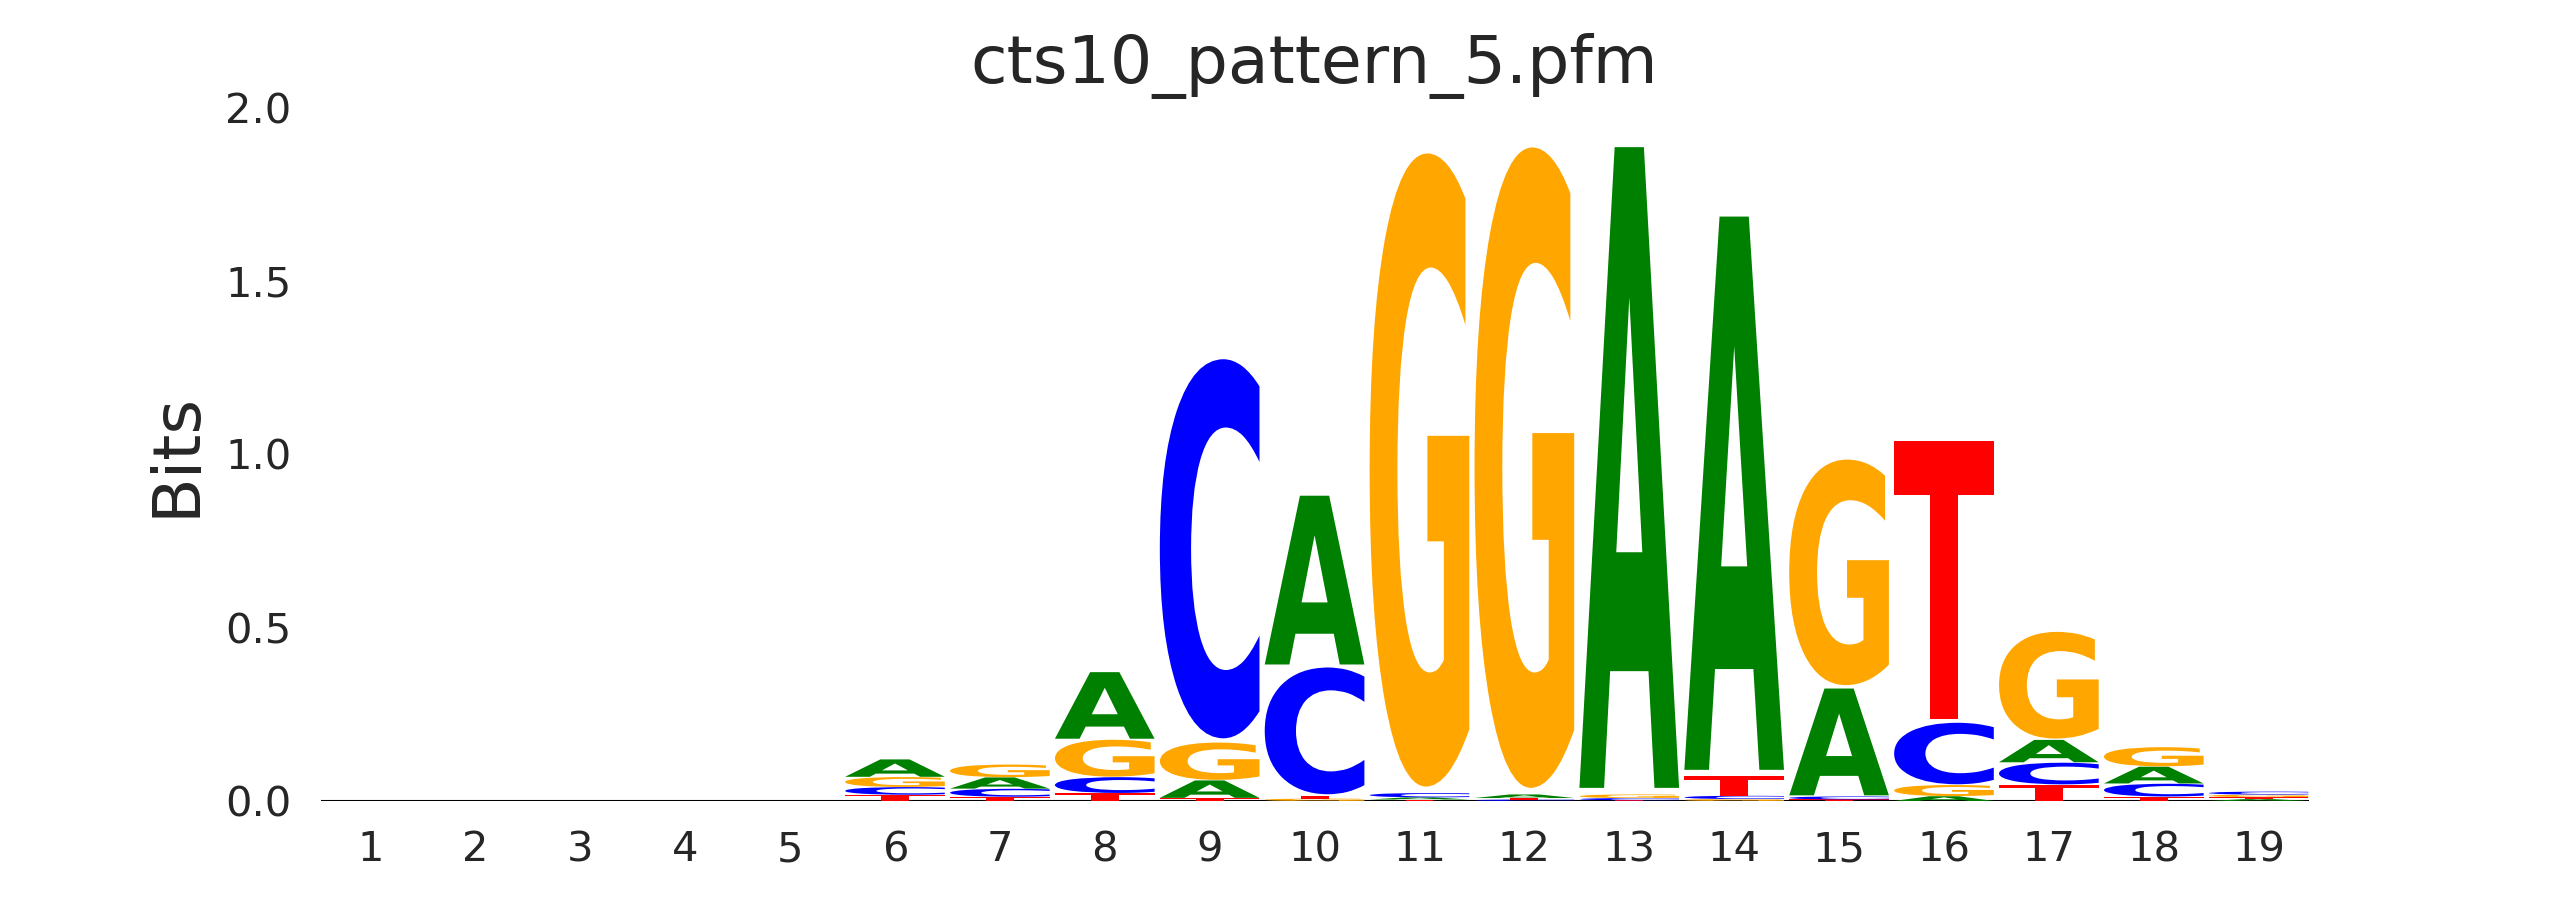 cts10_pattern_5.pfm
2.0
1.5
1.0
0.5
0.0
Bits
1 2 3 4 5 6 7 8 9 10 11 12 13 14 15 16 17 18 19
A G C T
G A C T
A G C T
C G A T
A C T G
G C A T
G A T C
A G C T
A T C G
G A C T
T C G A
G A C T
G A C T
C G T A